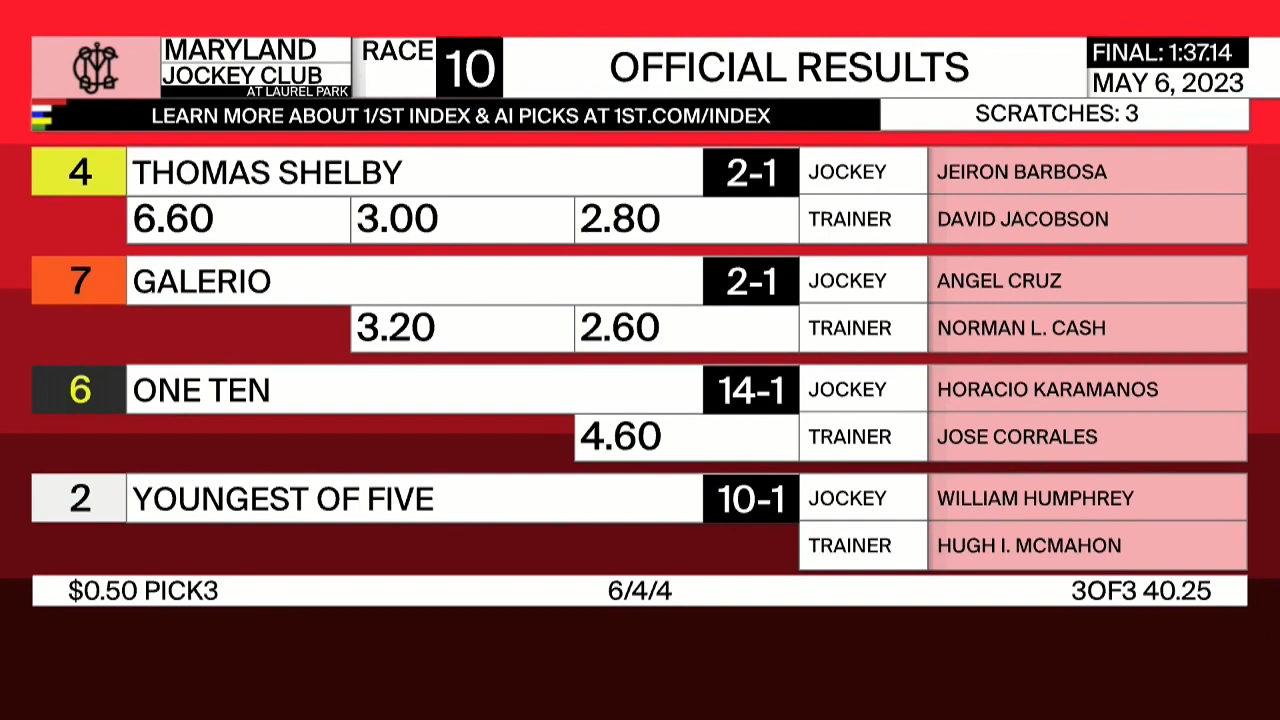 MARYLAND
JOCKEY CLUB
AT LAUREL PARK
RACE 10
OFFICIAL RESULTS
FINAL: 1:37.14
MAY 6, 2023
LEARN MORE ABOUT 1/ST INDEX & AI PICKS AT 1ST.COM/INDEX
SCRATCHES: 3
4 THOMAS SHELBY 2-1 JOCKEY JEIRON BARBOSA
6.60 3.00 2.80 TRAINER DAVID JACOBSON
7 GALERIO 2-1 JOCKEY ANGEL CRUZ
3.20 2.60 TRAINER NORMAN L. CASH
6 ONE TEN 14-1 JOCKEY HORACIO KARAMANOS
4.60 TRAINER JOSE CORRALES
2 YOUNGEST OF FIVE 10-1 JOCKEY WILLIAM HUMPHREY
TRAINER HUGH I. MCMAHON
$0.50 PICK3 6/4/4 3OF3 40.25